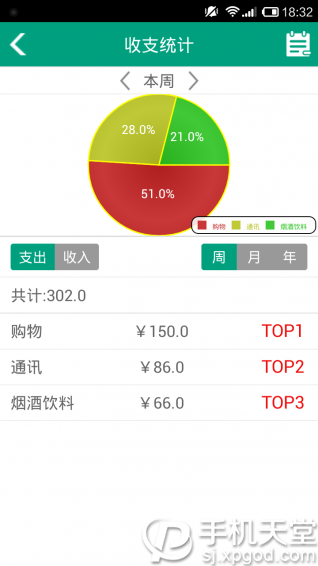 18:32
收支统计
本周
28.0%
21.0%
51.0%
购物 通讯 烟酒饮料
支出 收入 周 月 年
共计:302.0
购物 ￥150.0 TOP1
通讯 ￥86.0 TOP2
烟酒饮料 ￥66.0 TOP3
手机天堂
sj.xpgod.com